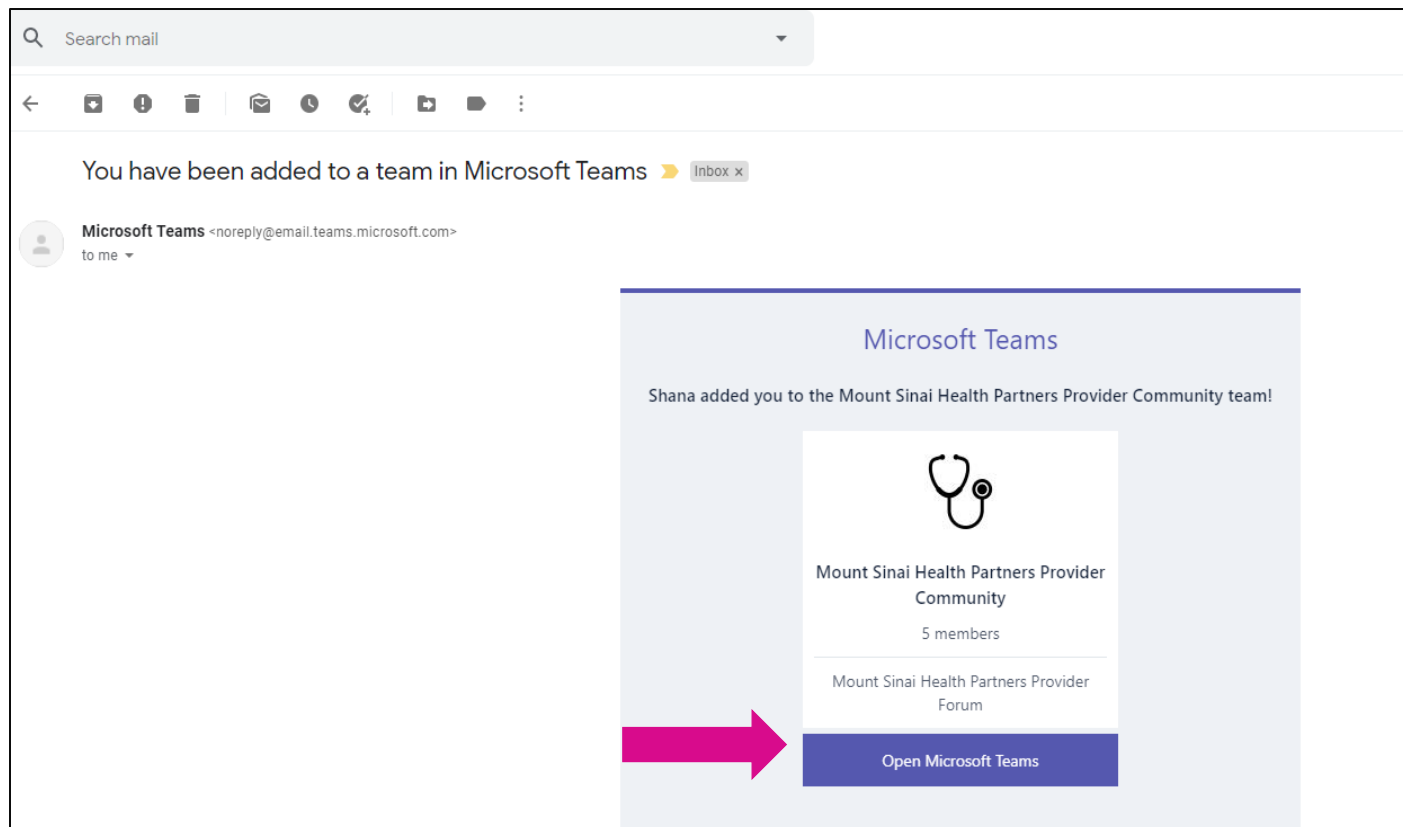 Search mail
You have been added to a team in Microsoft Teams Inbox x
Microsoft Teams <noreply@email.teams.microsoft.com>
to me
Microsoft Teams
Shana added you to the Mount Sinai Health Partners Provider Community team!
Mount Sinai Health Partners Provider
Community
5 members
Mount Sinai Health Partners Provider
Forum
Open Microsoft Teams